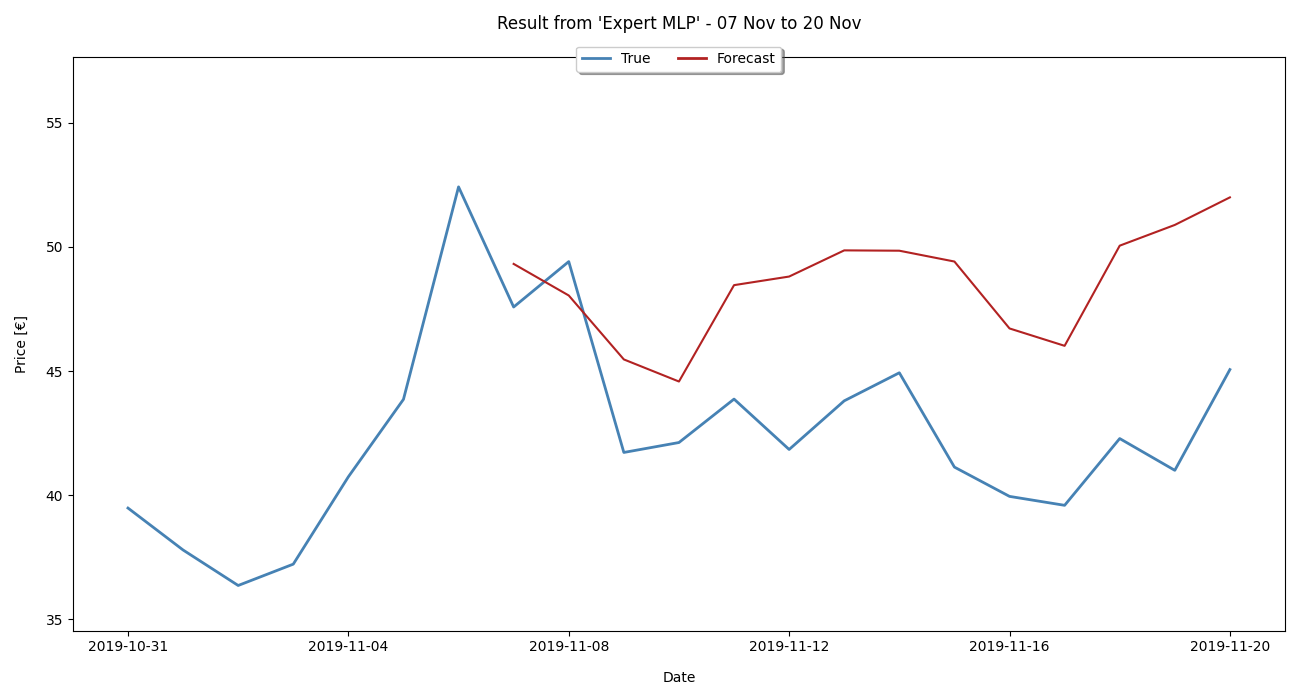 Result from 'Expert MLP' - 07 Nov to 20 Nov
True Forecast
55
50
45
40
35
Price [€]
2019-10-31 2019-11-04 2019-11-08 2019-11-12 2019-11-16 2019-11-20
Date